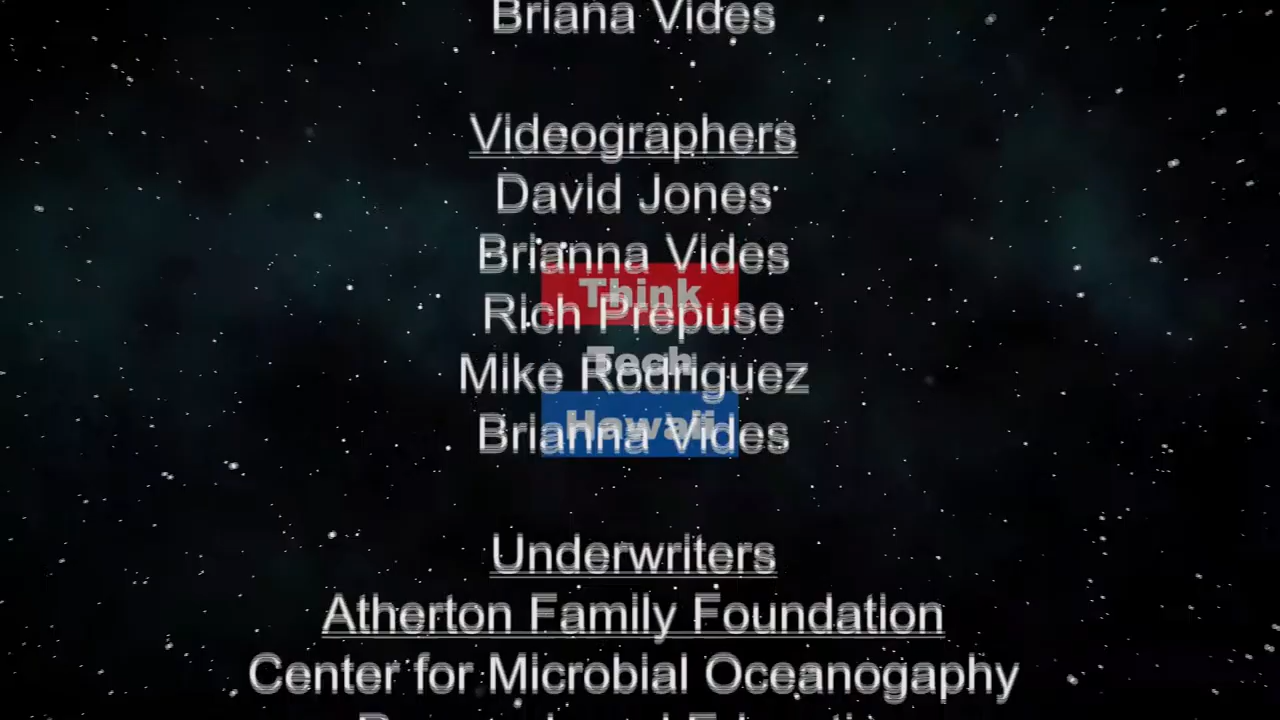 Briana Vides
Videographers
David Jones
Brianna Vides
Think
Rich Prepuse
Tech
Mike Rodriguez
Hawaii
Brianna Vides
Underwriters
Atherton Family Foundation
Center for Microbial Oceanogaphy